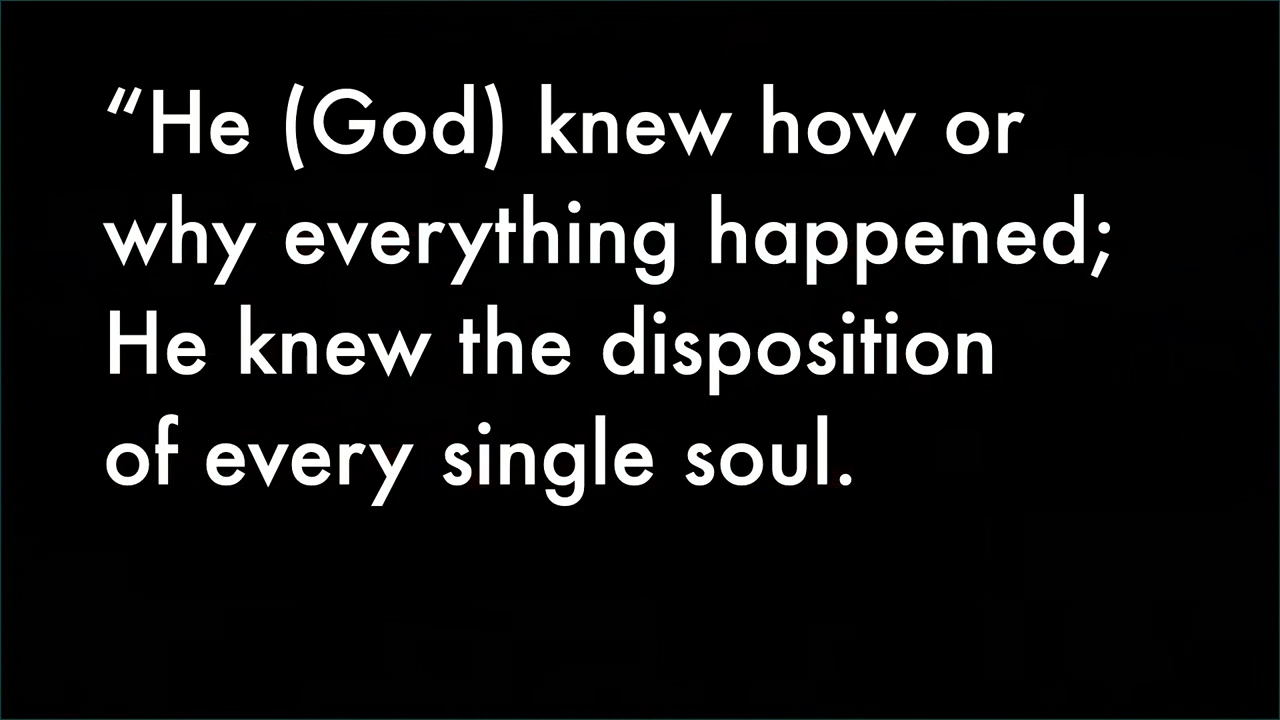 “He (God) knew how or
why everything happened;
He knew the disposition
of every single soul.